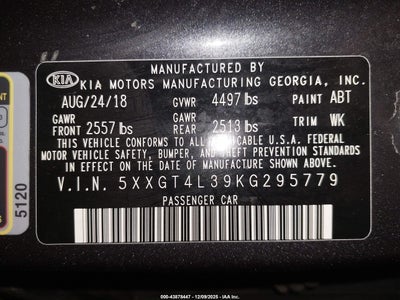 MANUFACTURED BY
KIA
KIA MOTORS MANUFACTURING GEORGIA, INC.
AUG/24/18 GVWR 4497 lbs PAINT ABT
GAWR GAWR
FRONT 2557 lbs REAR 2513 lbs TRIM WK
THIS VEHICLE CONFORMS TO ALL APPLICABLE U.S.A. FEDERAL
MOTOR VEHICLE SAFETY, BUMPER, AND THEFT PREVENTION STANDARDS
IN EFFECT ON THE DATE OF MANUFACTURE SHOWN ABOVE.
V.I.N. 5XXGT4L39KG295779
PASSENGER CAR
5120
000-43878447 - 12/09/2025 - www.iaai.com